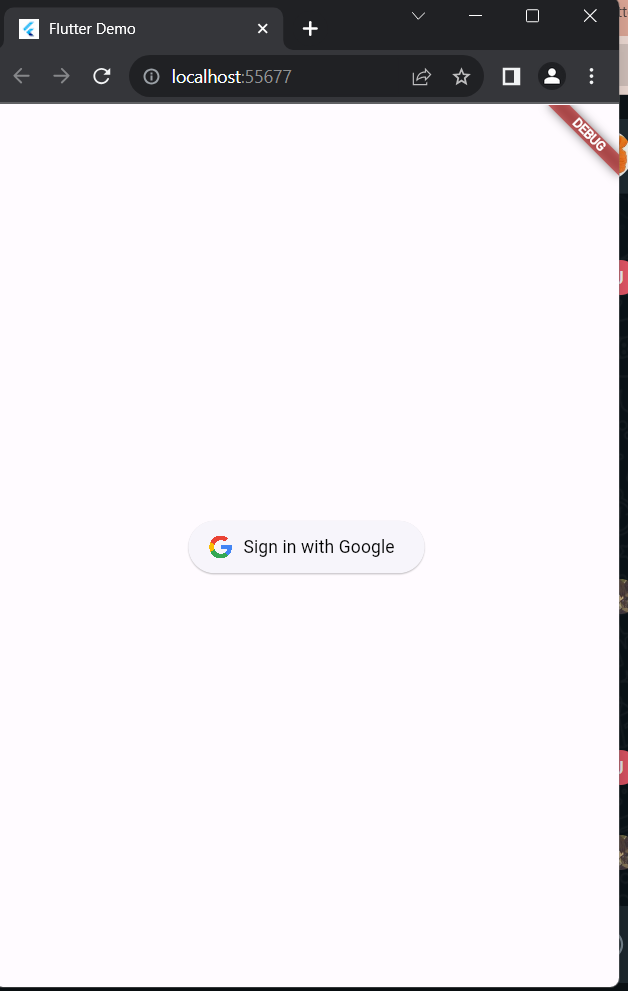 Flutter Demo
localhost:55677
DEBUG
Sign in with Google